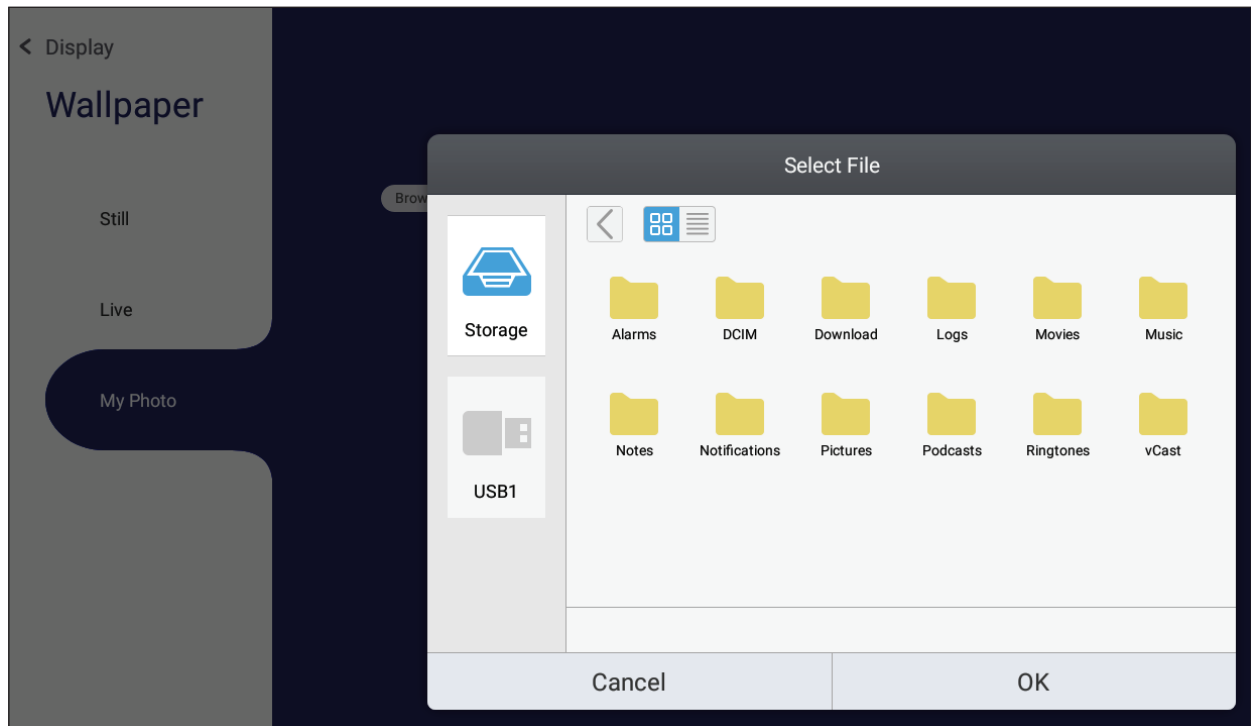 Display
Wallpaper
Still
Live
My Photo
Brow
Select File
Storage
USB1
Alarms DCIM Download Logs Movies Music
Notes Notifications Pictures Podcasts Ringtones vCast
Cancel OK